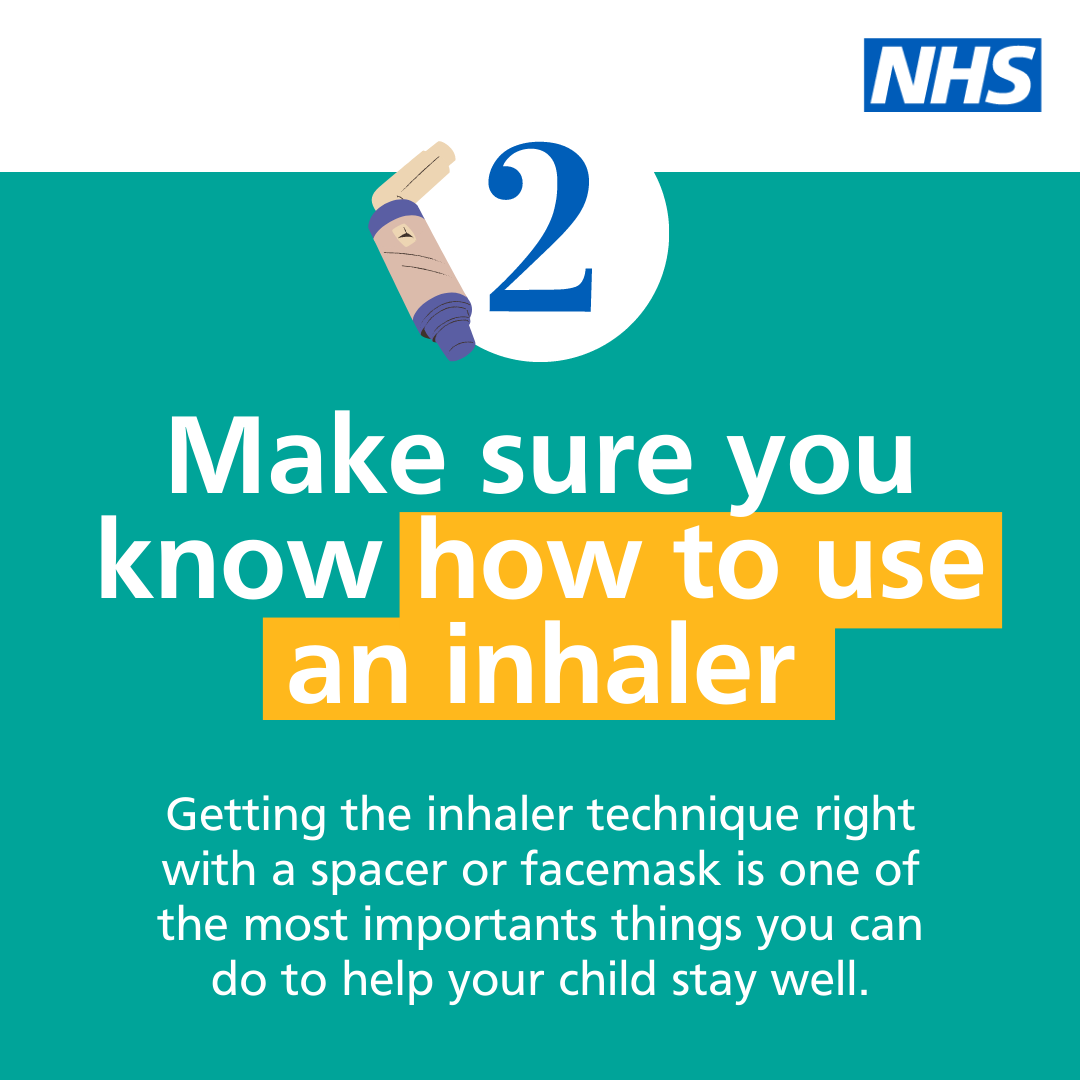 NHS
2
Make sure you
know how to use
an inhaler
Getting the inhaler technique right
with a spacer or facemask is one of
the most importants things you can
do to help your child stay well.